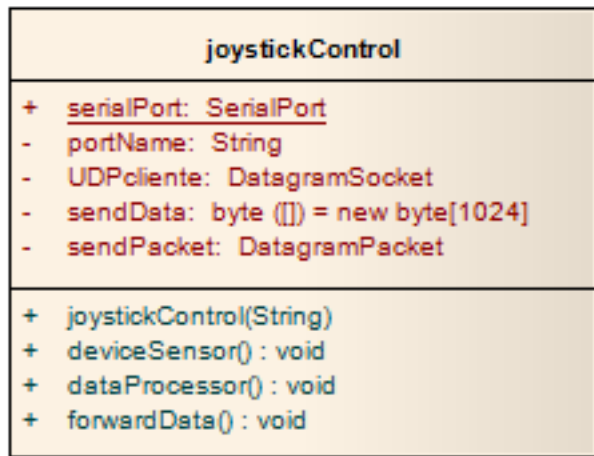 joystickControl
+ serialPort: SerialPort
- portName: String
- UDPcliente: DatagramSocket
- sendData: byte ([]) = new byte[1024]
- sendPacket: DatagramPacket
+ joystickControl(String)
+ deviceSensor() : void
+ dataProcessor() : void
+ forwardData() : void